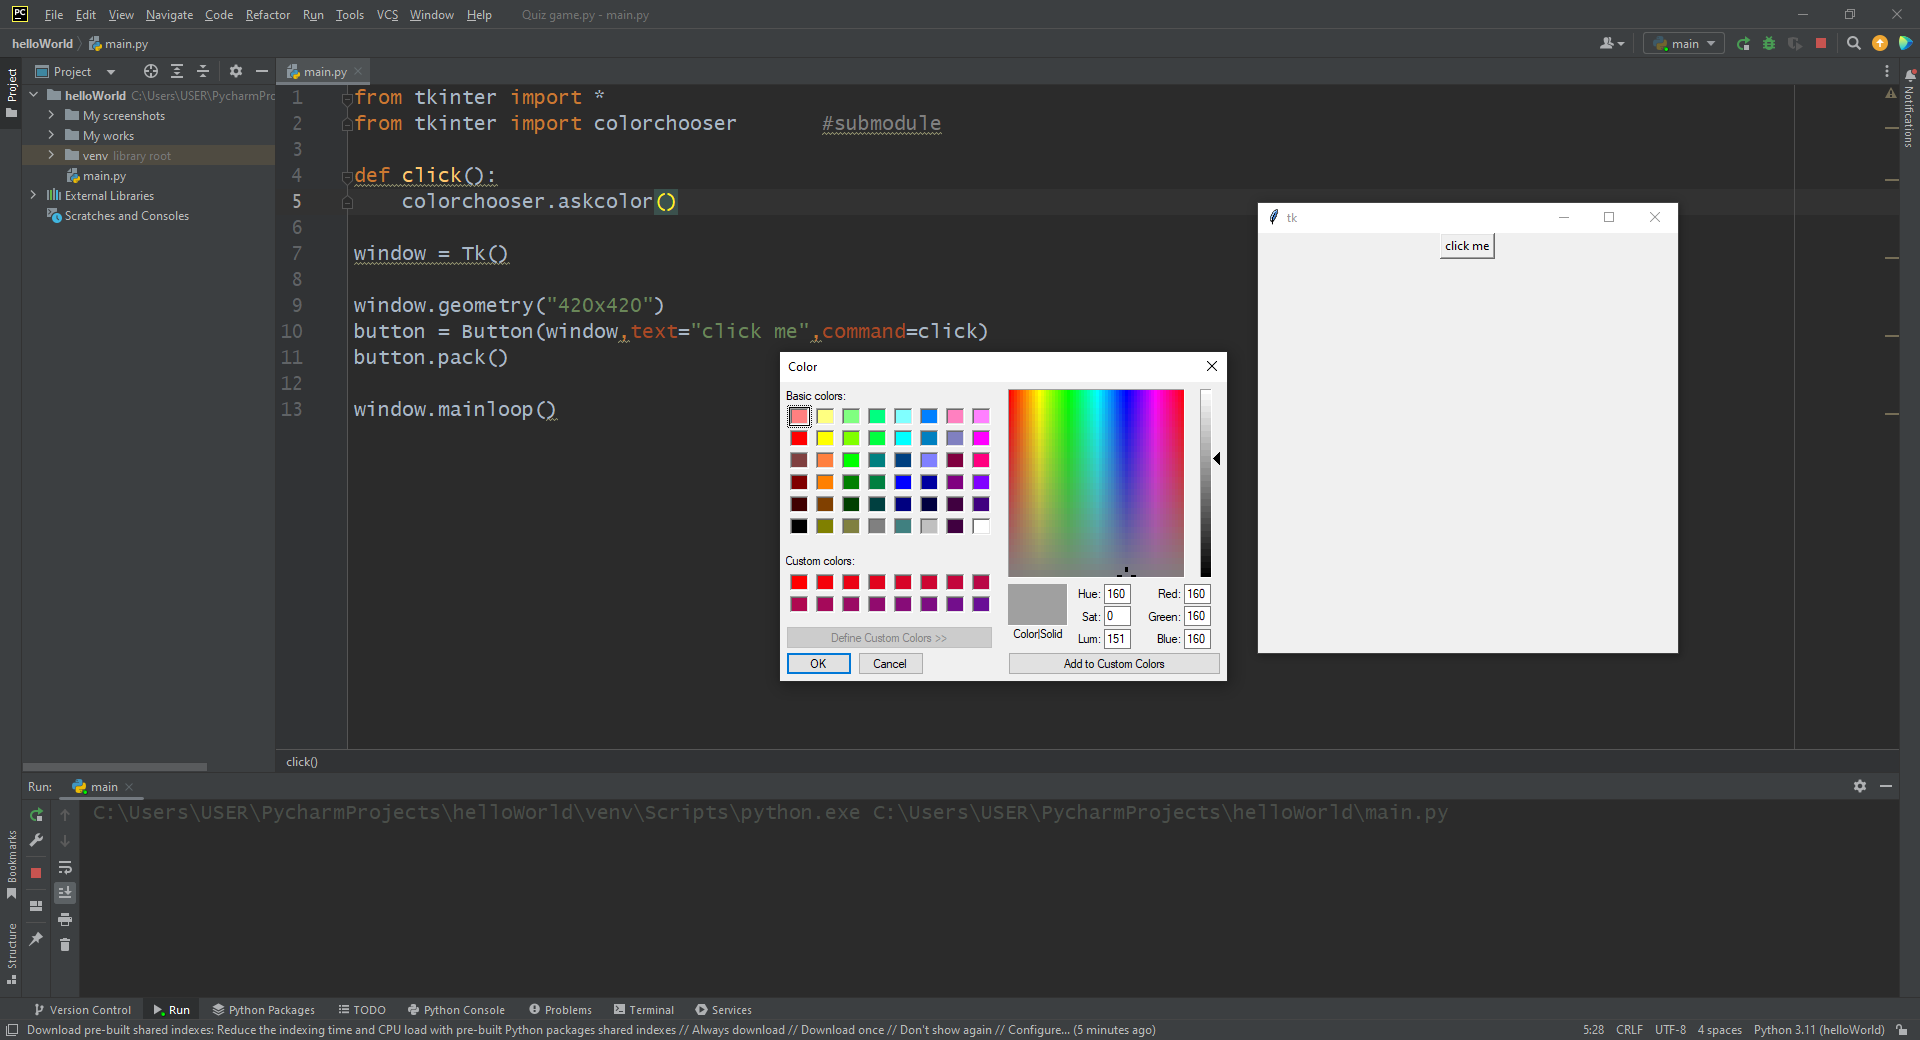 PC File Edit View Navigate Code Refactor Run Tools VCS Window Help Quiz game.py - main.py
helloWorld main.py
main
Project
Project
main.py
helloWorld C:\Users\USER\PycharmPro
My screenshots
My works
venv library root
main.py
External Libraries
Scratches and Consoles
1 from tkinter import *
2 from tkinter import colorchooser #submodule
3
4 def click():
5 colorchooser.askcolor()
6
7 window = Tk()
8
9 window.geometry("420x420")
10 button = Button(window,text="click me",command=click)
11 button.pack()
12
13 window.mainloop()
click()
Notifications
tk
click me
Color
Basic colors:
Custom colors:
Define Custom Colors >>
OK Cancel
Color|Solid
Hue: 160 Red: 160
Sat: 0 Green: 160
Lum: 151 Blue: 160
Add to Custom Colors
Run: main
C:\Users\USER\PycharmProjects\helloWorld\venv\Scripts\python.exe C:\Users\USER\PycharmProjects\helloWorld\main.py
Bookmarks
Structure
Version Control Run Python Packages TODO Python Console Problems Terminal Services
Download pre-built shared indexes: Reduce the indexing time and CPU load with pre-built Python packages shared indexes // Always download // Download once // Don't show again // Configure... (5 minutes ago)
5:28 CRLF UTF-8 4 spaces Python 3.11 (helloWorld)